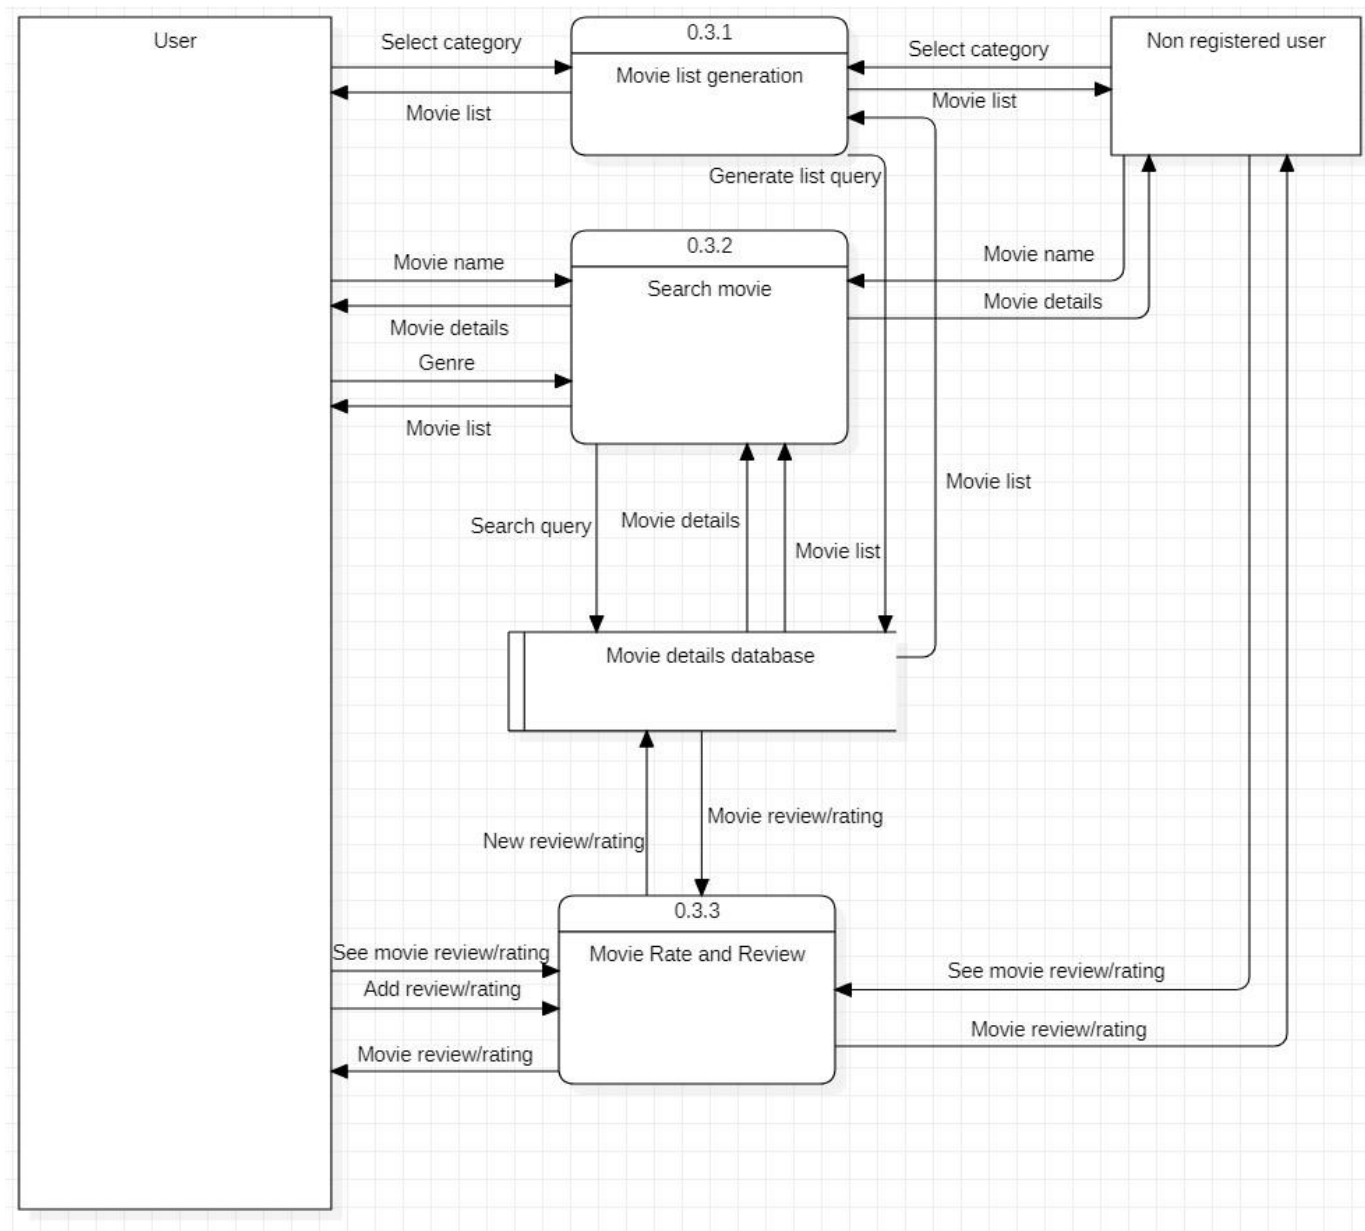 User
Select category
0.3.1
Movie list generation
Select category
Non registered user
Movie list
Movie list
Generate list query
0.3.2
Search movie
Movie name
Movie name
Movie details
Movie details
Genre
Movie list
Movie list
Search query
Movie details
Movie list
Movie details database
Movie review/rating
New review/rating
0.3.3
Movie Rate and Review
See movie review/rating
See movie review/rating
Add review/rating
Movie review/rating
Movie review/rating